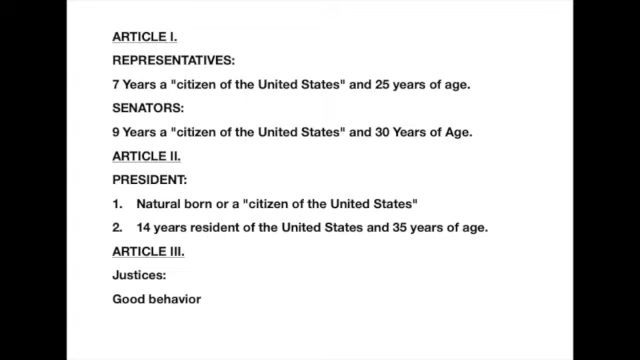 ARTICLE I.
REPRESENTATIVES:
7 Years a "citizen of the United States" and 25 years of age.
SENATORS:
9 Years a "citizen of the United States" and 30 Years of Age.
ARTICLE II.
PRESIDENT:
1. Natural born or a "citizen of the United States"
2. 14 years resident of the United States and 35 years of age.
ARTICLE III.
Justices:
Good behavior